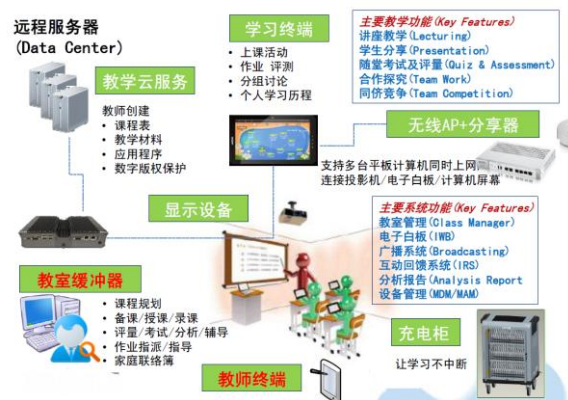 远程服务器
(Data Center)
教学云服务
教师创建
• 课程表
• 教学材料
• 应用程序
• 数字版权保护
学习终端
• 上课活动
• 作业 评测
• 分组讨论
• 个人学习历程
主要教学功能(Key Features)
讲座教学(Lecturing)
学生分享(Presentation)
随堂考试及评量(Quiz & Assessment)
合作探究(Team Work)
同侪竞争(Team Competition)
无线AP+分享器
支持多台平板计算机同时上网
连接投影机/电子白板/计算机屏幕
显示设备
主要系统功能(Key Features)
教室管理(Class Manager)
电子白板(IWB)
广播系统(Broadcasting)
互动回馈系统(IRS)
分析报告(Analysis Report
设备管理(MDM/MAM)
教室缓冲器
• 课程规划
• 备课/授课/录课
• 评量/考试/分析/辅导
• 作业指派/指导
• 家庭联络簿
教师终端
充电柜
让学习不中断